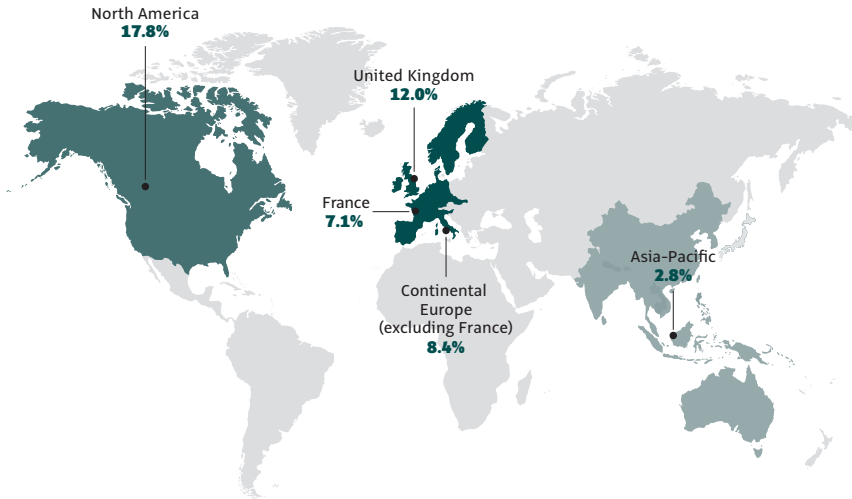 North America
17.8%
United Kingdom
12.0%
France
7.1%
Asia-Pacific
2.8%
Continental
Europe
(excluding France)
8.4%